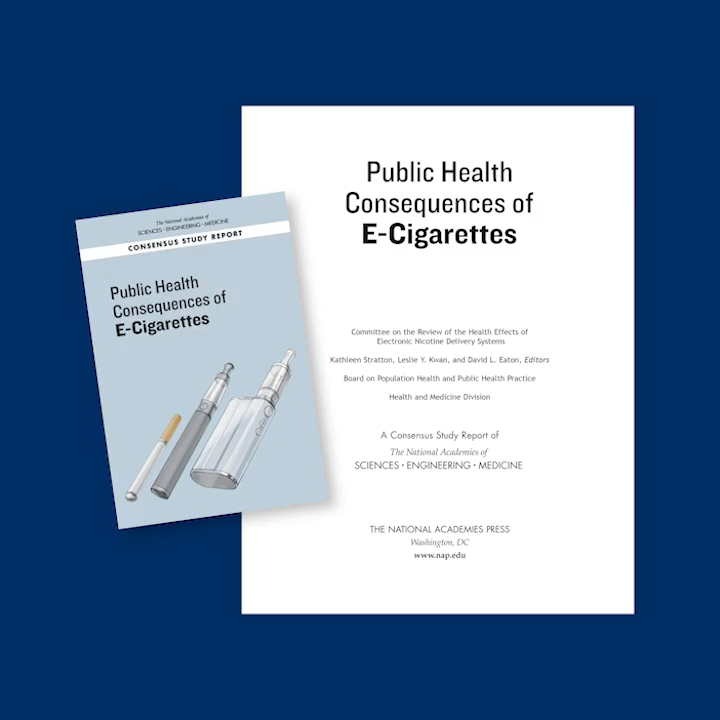 The National Academies of
SCIENCES • ENGINEERING • MEDICINE
CONSENSUS STUDY REPORT
Public Health
Consequences of
E-Cigarettes
Public Health
Consequences of
E-Cigarettes
Committee on the Review of the Health Effects of
Electronic Nicotine Delivery Systems
Kathleen Stratton, Leslie Y. Kwan, and David L. Eaton, Editors
Board on Population Health and Public Health Practice
Health and Medicine Division
A Consensus Study Report of
The National Academies of
SCIENCES • ENGINEERING • MEDICINE
THE NATIONAL ACADEMIES PRESS
Washington, DC
www.nap.edu